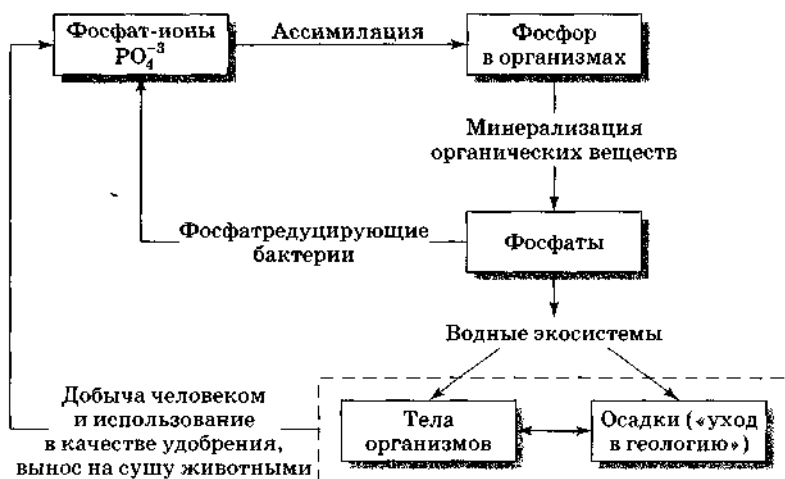 Фосфат-ионы
PO₄⁻³
Ассимиляция
Фосфор
в организмах
Минерализация
органических веществ
Фосфатредуцирующие
бактерии
Фосфаты
Водные экосистемы
Добыча человеком
и использование
в качестве удобрения,
вынос на сушу животными
Тела
организмов
Осадки («уход
в геологию»)